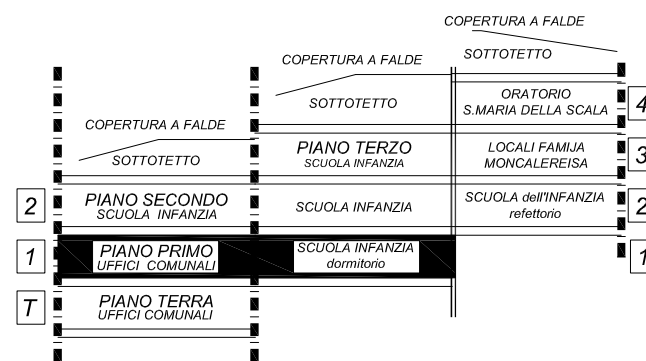 COPERTURA A FALDE
SOTTOTETTO
COPERTURA A FALDE
SOTTOTETTO
ORATORIO
S.MARIA DELLA SCALA
4
COPERTURA A FALDE
SOTTOTETTO
PIANO TERZO
SCUOLA INFANZIA
LOCALI FAMIJA
MONCALEREISA
3
2
PIANO SECONDO
SCUOLA INFANZIA
SCUOLA INFANZIA
SCUOLA dell'INFANZIA
refettorio
2
1
PIANO PRIMO
UFFICI COMUNALI
SCUOLA INFANZIA
dormitorio
1
T
PIANO TERRA
UFFICI COMUNALI